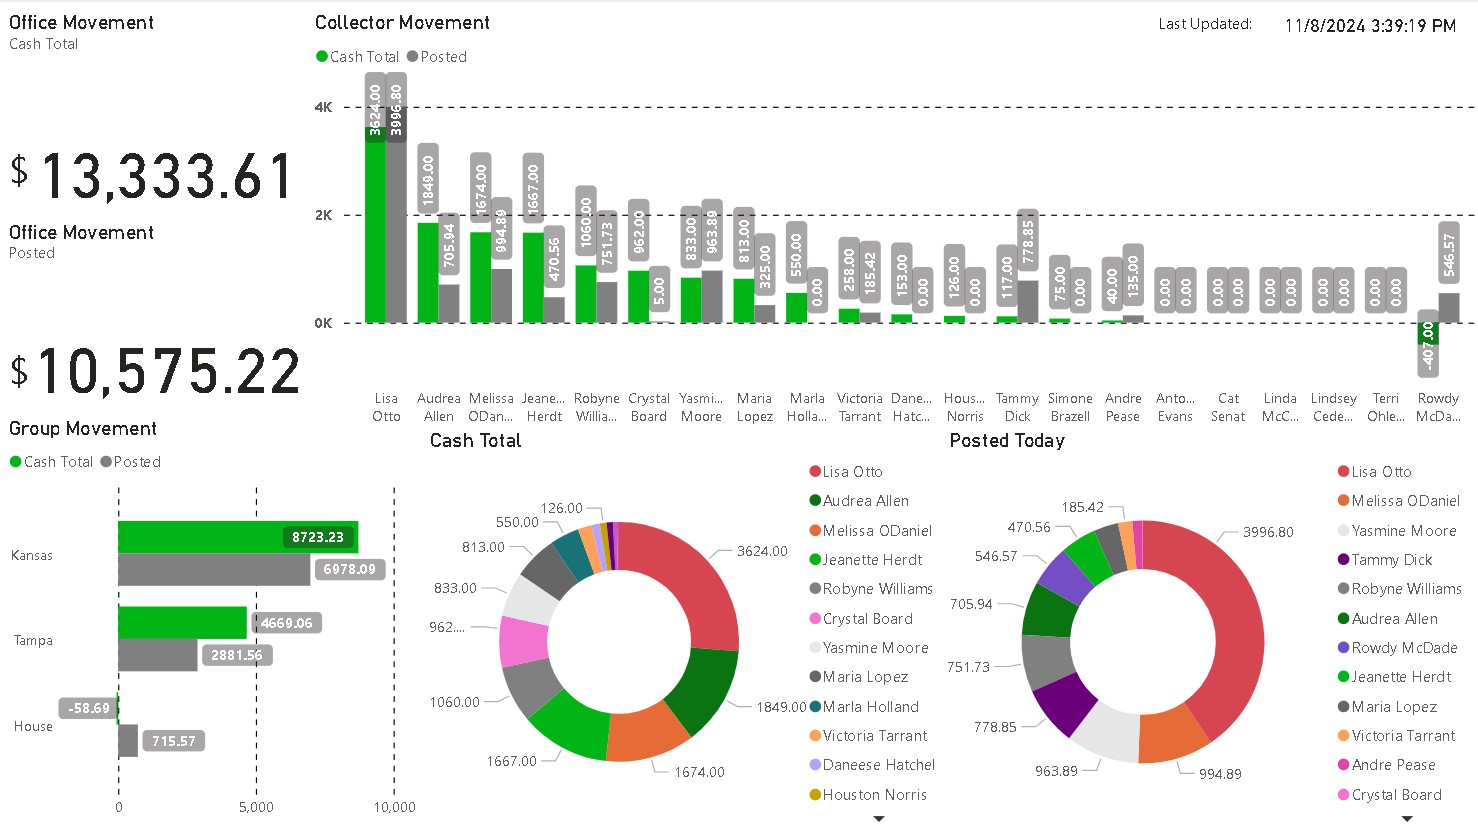 Office Movement
Cash Total
$ 13,333.61
Office Movement
Posted
$ 10,575.22
Collector Movement
Cash Total Posted
Last Updated: 11/8/2024 3:39:19 PM
4K
2K
0K
3624.00 3996.80
1849.00 705.94
1674.00 994.89
1667.00 470.56
1060.00 751.73
962.00 5.00
833.00 963.89
813.00 325.00
550.00 0.00
258.00 185.42
153.00 0.00
126.00 0.00
117.00 778.85
75.00 0.00
40.00 135.00
0.00 0.00
0.00 0.00
0.00 0.00
0.00 0.00
0.00 0.00
-407.00 546.57
Lisa Otto
Audrea Allen
Melissa ODan...
Jeane... Herdt
Robyne Willia...
Crystal Board
Yasmi... Moore
Maria Lopez
Marla Holla...
Victoria Tarrant
Dane... Hatc...
Hous... Norris
Tammy Dick
Simone Brazell
Andre Pease
Anto... Evans
Cat Senat
Linda McC...
Lindsey Cede...
Terri Ohle...
Rowdy McDa...
Group Movement
Cash Total Posted
Kansas
8723.23
6978.09
Tampa
4669.06
2881.56
House
-58.69
715.57
0 5,000 10,000
Cash Total
3624.00
1849.00
1674.00
1667.00
1060.00
962....
833.00
813.00
550.00
126.00
Lisa Otto
Audrea Allen
Melissa ODaniel
Jeanette Herdt
Robyne Williams
Crystal Board
Yasmine Moore
Maria Lopez
Marla Holland
Victoria Tarrant
Daneese Hatchel
Houston Norris
Posted Today
3996.80
994.89
963.89
778.85
751.73
705.94
546.57
470.56
185.42
Lisa Otto
Melissa ODaniel
Yasmine Moore
Tammy Dick
Robyne Williams
Audrea Allen
Rowdy McDade
Jeanette Herdt
Maria Lopez
Victoria Tarrant
Andre Pease
Crystal Board